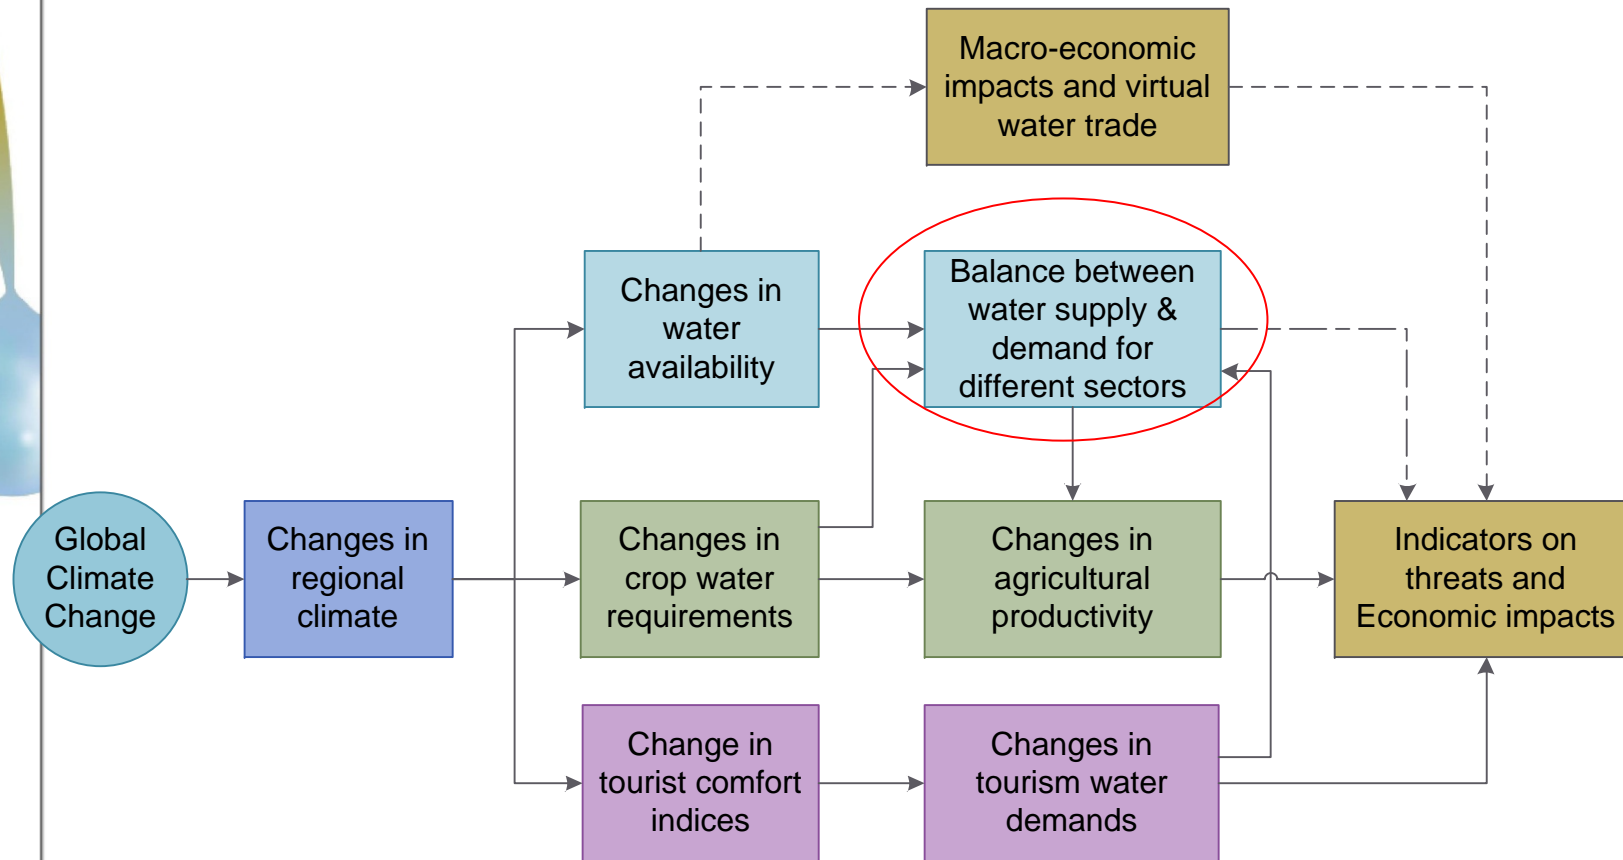 Macro-economic
impacts and virtual
water trade
Changes in
water
availability
Balance between
water supply &
demand for
different sectors
Global
Climate
Change
Changes in
regional
climate
Changes in
crop water
requirements
Changes in
agricultural
productivity
Indicators on
threats and
Economic impacts
Change in
tourist comfort
indices
Changes in
tourism water
demands